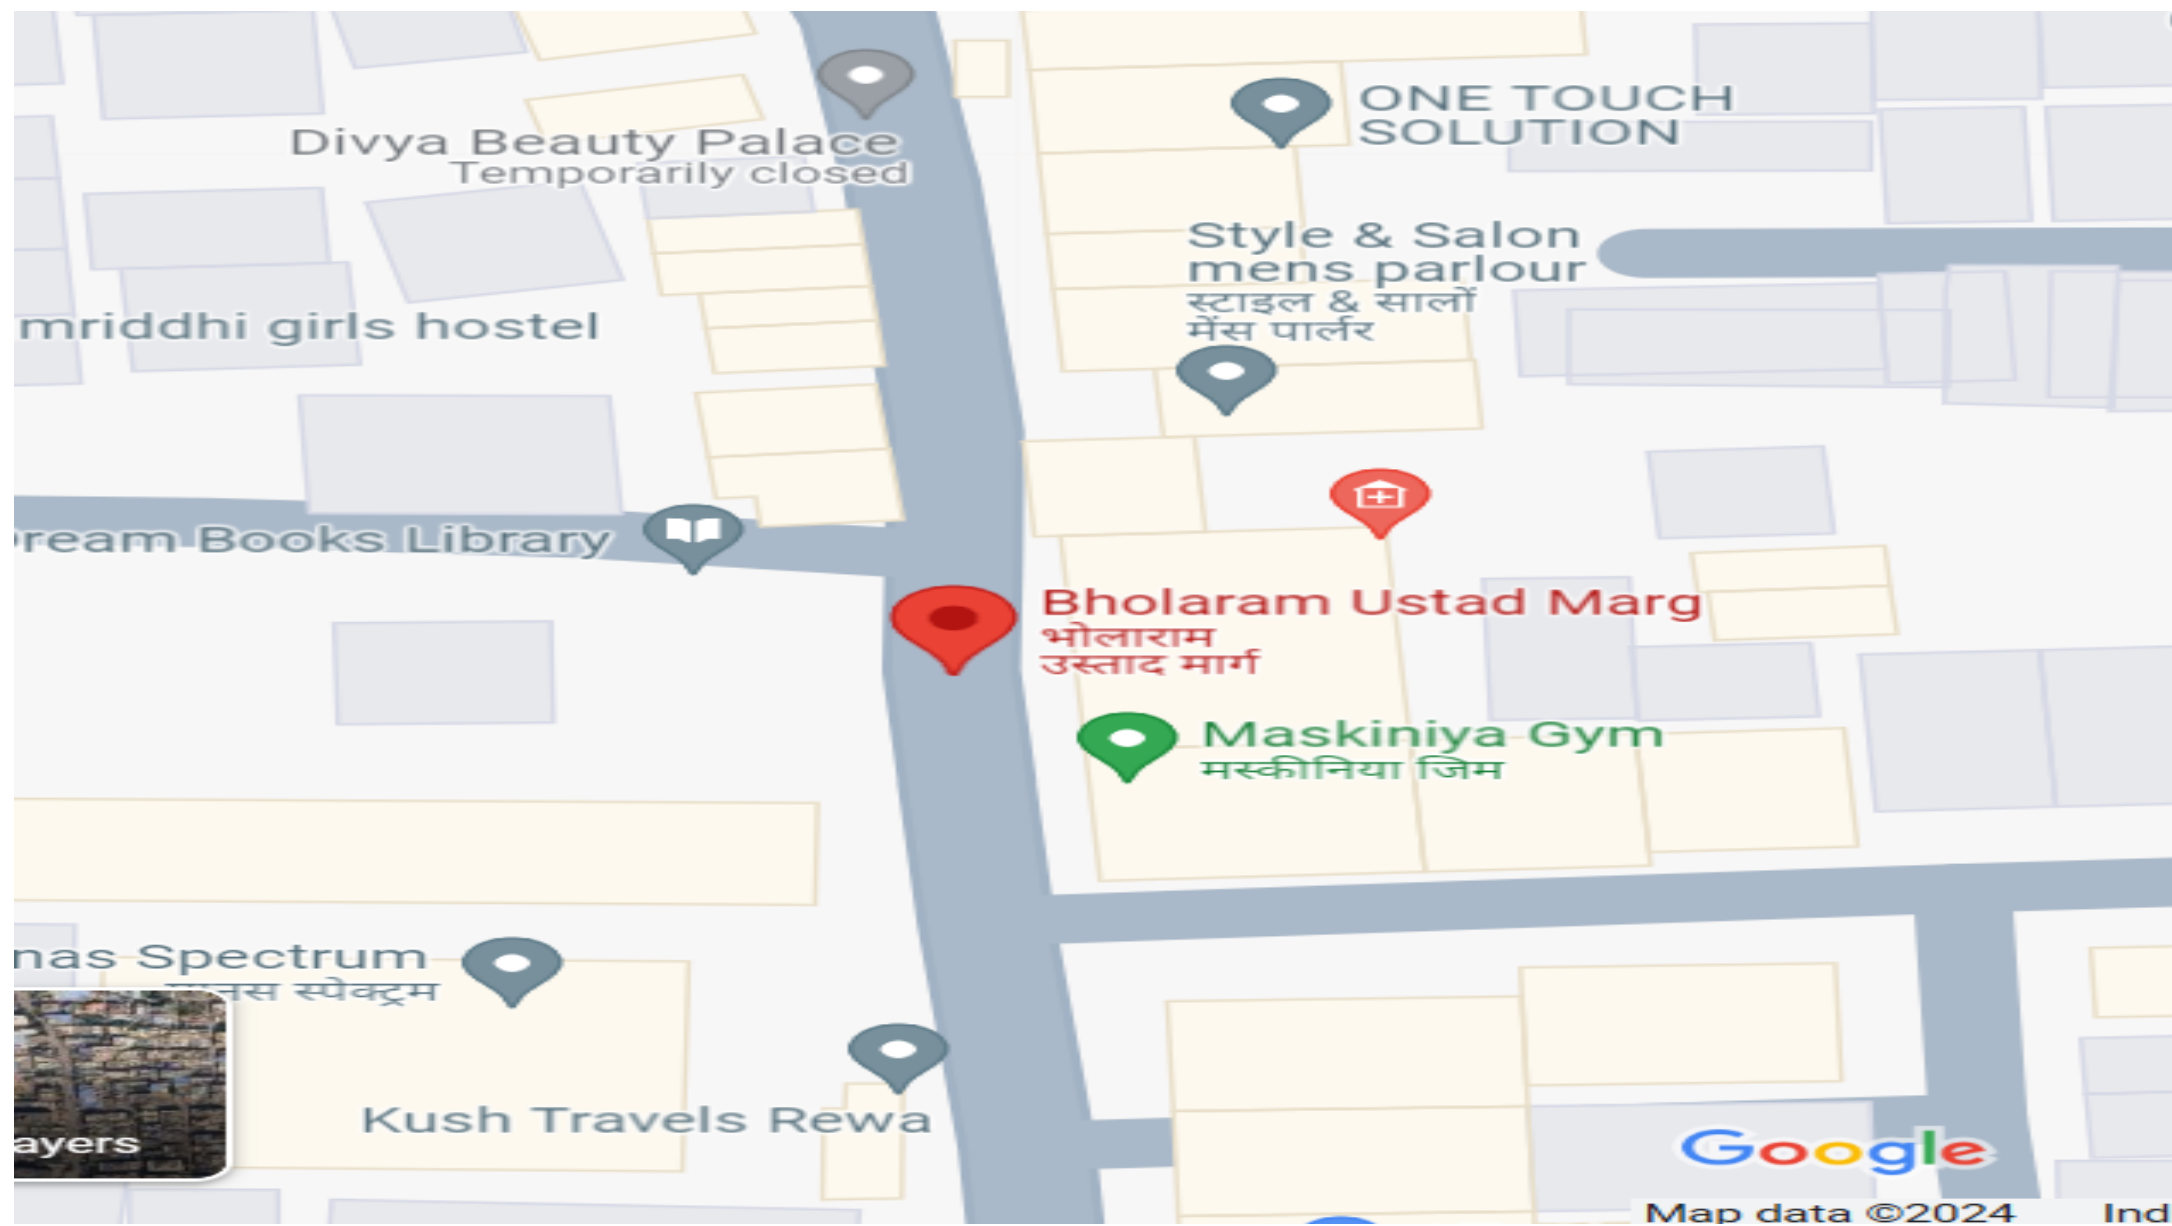 Divya Beauty Palace
Temporarily closed
ONE TOUCH
SOLUTION
Style & Salon
mens parlour
स्टाइल & सालों
मेंस पार्लर
mriddhi girls hostel
ream Books Library
Bholaram Ustad Marg
भोलाराम
उस्ताद मार्ग
Maskiniya Gym
मस्कीनिया जिम
nas Spectrum
मानस स्पेक्ट्रम
Kush Travels Rewa
ayers
Google
Map data ©2024 Ind